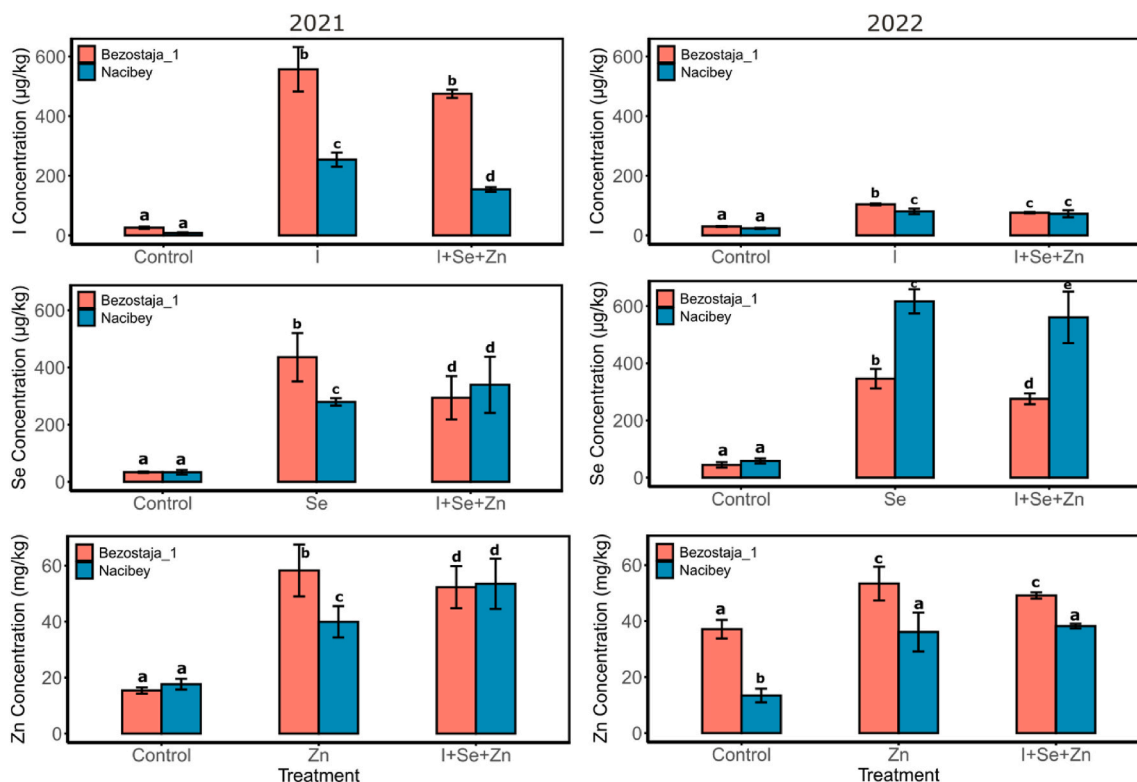 2021
2022
I Concentration (µg/kg)
600
400
200
0
Bezostaja_1
Nacibey
a
a
b
c
b
d
Control
I
I+Se+Zn
I Concentration (µg/kg)
600
400
200
0
Bezostaja_1
Nacibey
a
a
b
c
c
c
Control
I
I+Se+Zn
Se Concentration (µg/kg)
600
400
200
0
Bezostaja_1
Nacibey
a
a
b
c
d
d
Control
Se
I+Se+Zn
Se Concentration (µg/kg)
600
400
200
0
Bezostaja_1
Nacibey
a
a
b
c
d
e
Control
Se
I+Se+Zn
Zn Concentration (mg/kg)
60
40
20
0
Bezostaja_1
Nacibey
a
a
b
c
d
d
Control
Zn
I+Se+Zn
Treatment
Zn Concentration (mg/kg)
60
40
20
0
Bezostaja_1
Nacibey
a
b
c
a
c
a
Control
Zn
I+Se+Zn
Treatment